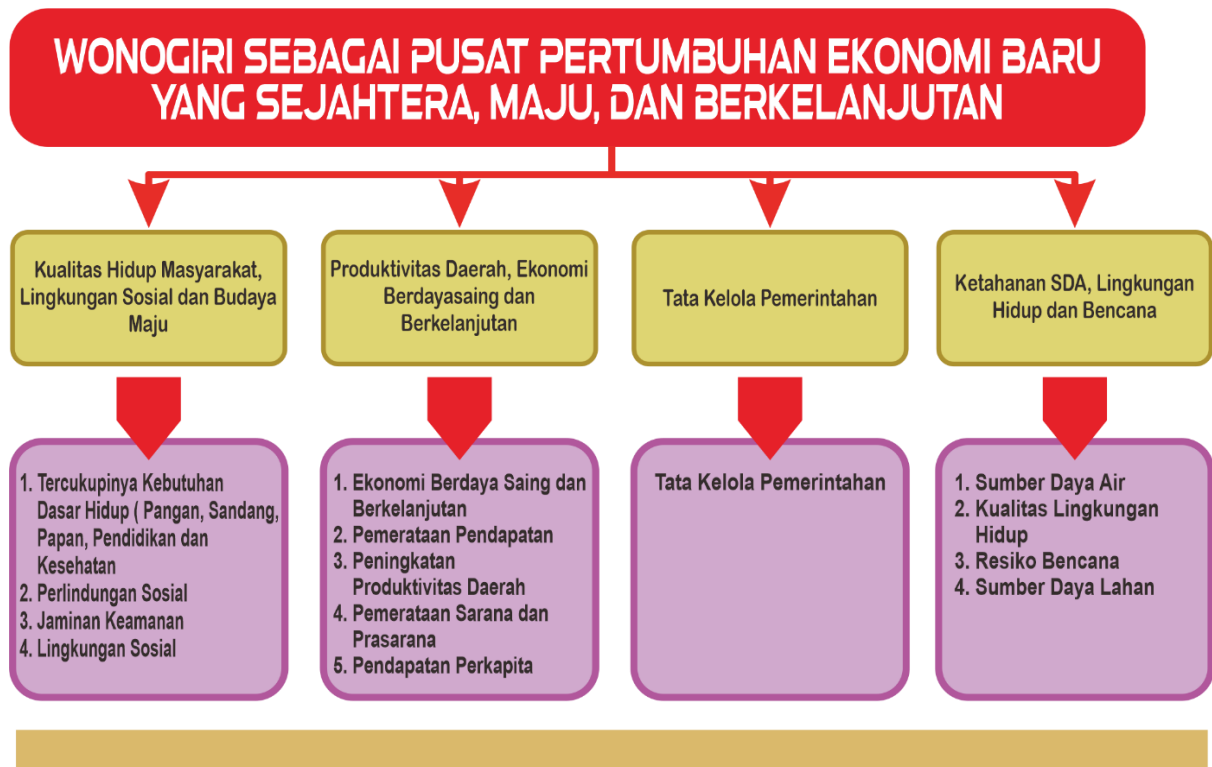 WONOGIRI SEBAGAI PUSAT PERTUMBUHAN EKONOMI BARU
YANG SEJAHTERA, MAJU, DAN BERKELANJUTAN
Kualitas Hidup Masyarakat,
Lingkungan Sosial dan Budaya
Maju
Produktivitas Daerah, Ekonomi
Berdayasaing dan
Berkelanjutan
Tata Kelola Pemerintahan
Ketahanan SDA, Lingkungan
Hidup dan Bencana
1. Tercukupinya Kebutuhan
Dasar Hidup ( Pangan, Sandang,
Papan, Pendidikan dan
Kesehatan
2. Perlindungan Sosial
3. Jaminan Keamanan
4. Lingkungan Sosial
1. Ekonomi Berdaya Saing dan
Berkelanjutan
2. Pemerataan Pendapatan
3. Peningkatan
Produktivitas Daerah
4. Pemerataan Sarana dan
Prasarana
5. Pendapatan Perkapita
Tata Kelola Pemerintahan
1. Sumber Daya Air
2. Kualitas Lingkungan
Hidup
3. Resiko Bencana
4. Sumber Daya Lahan